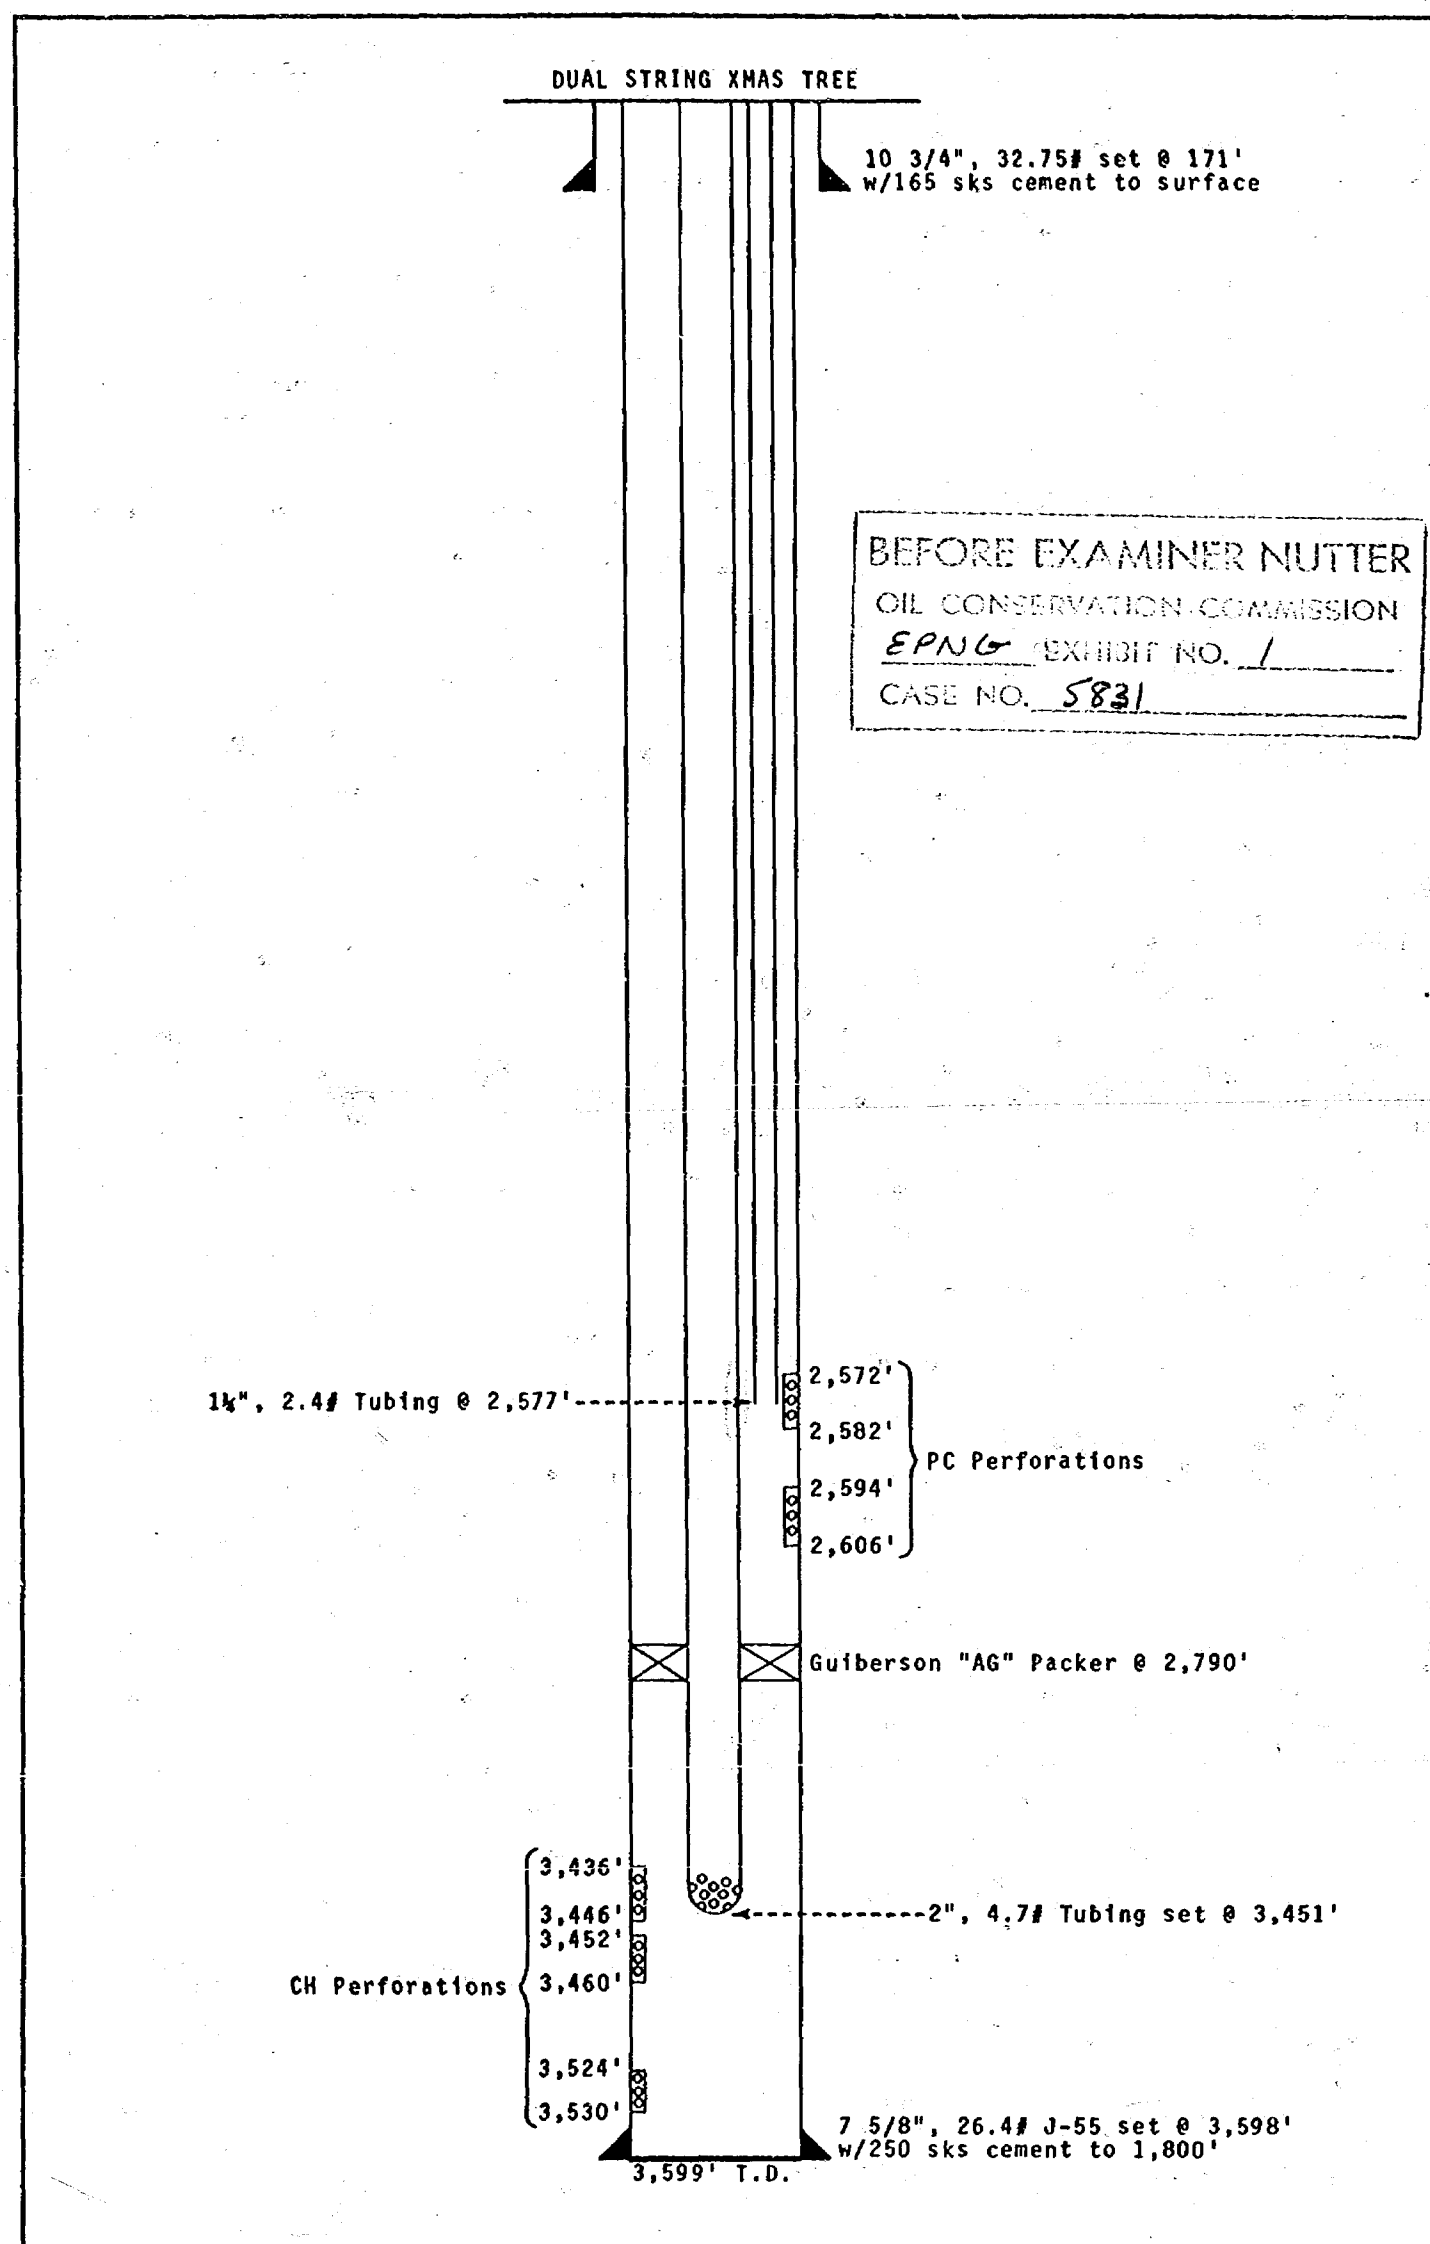 DUAL STRING XMAS TREE
10 3/4", 32.75# set @ 171'
w/165 sks cement to surface
BEFORE EXAMINER NUTTER
OIL CONSERVATION COMMISSION
EPNG EXHIBIT NO. 1
CASE NO. 5831
2,572'
1¼", 2.4# Tubing @ 2,577'
2,582'
PC Perforations
2,594'
2,606'
Guiberson "AG" Packer @ 2,790'
3,436'
3,446'
2", 4.7# Tubing set @ 3,451'
3,452'
CH Perforations
3,460'
3,524'
3,530'
7 5/8", 26.4# J-55 set @ 3,598'
w/250 sks cement to 1,800'
3,599' T.D.